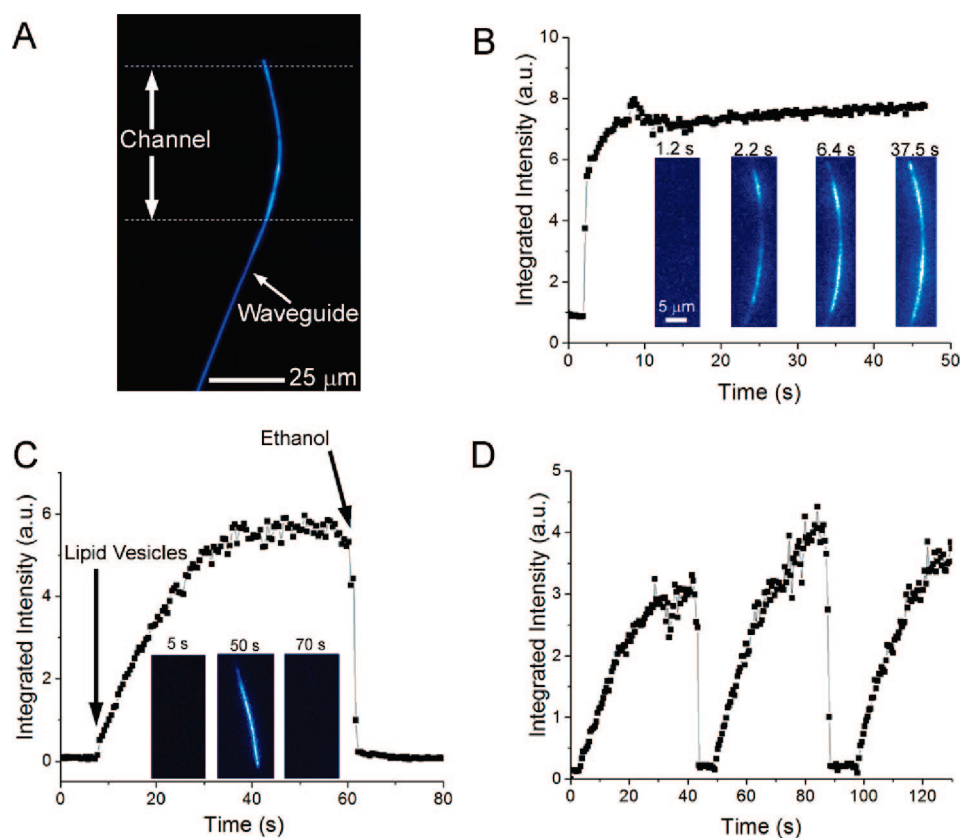 A
Channel
Waveguide
25 μm
B
Integrated Intensity (a.u.)
10
8
6
4
2
0
1.2 s
2.2 s
6.4 s
37.5 s
5 μm
0
10
20
30
40
50
Time (s)
C
Ethanol
Integrated Intensity (a.u.)
6
4
2
0
Lipid Vesicles
5 s
50 s
70 s
0
20
40
60
80
Time (s)
D
Integrated Intensity (a.u.)
5
4
3
2
1
0
0
20
40
60
80
100
120
Time (s)